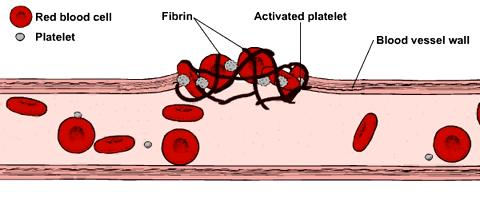 Red blood cell
Platelet
Fibrin
Activated platelet
Blood vessel wall